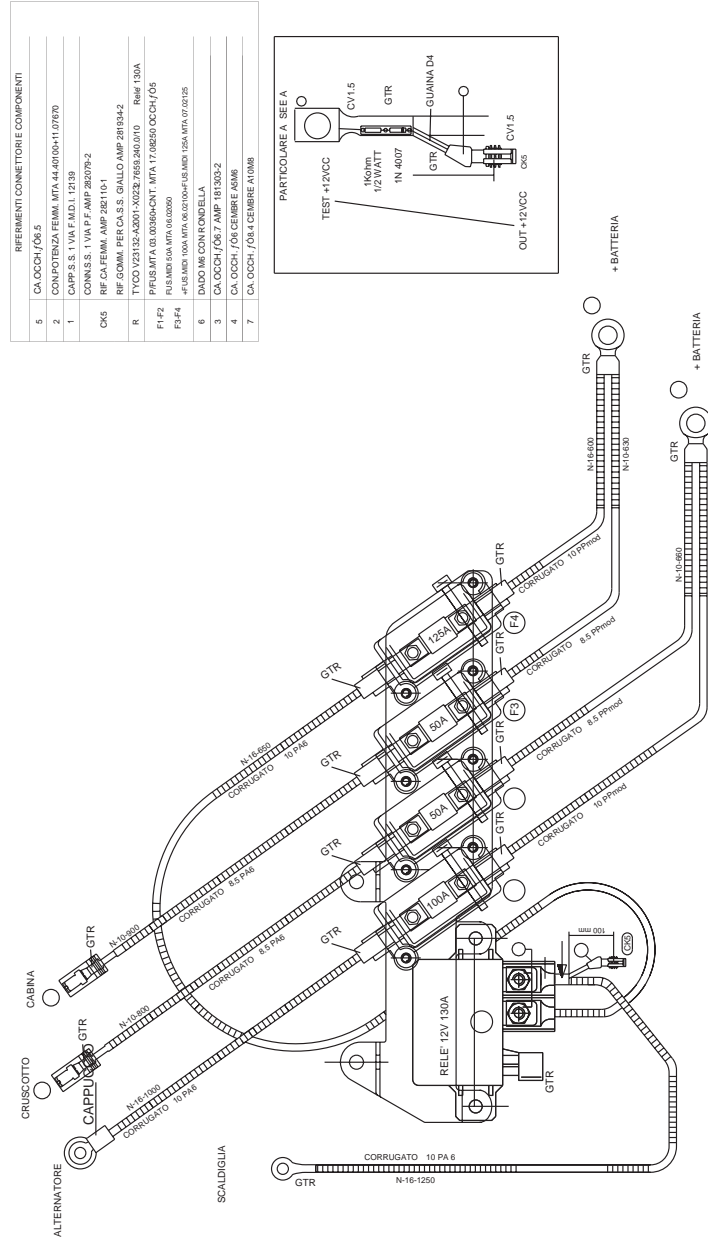 RIFERIMENTI CONNETTORI E COMPONENTI
5 CA.OCCH.ƒÓ6.5
2 CON.POTENZA FEMM. MTA 44.40100+11.07670
1 CAPP.S.S. 1 VIA F.M.D.I. 12139
CK5
CONN.S.S. 1 VIA P.F. AMP 282079-2
RIF.CA.FEMM. AMP 282110-1
RIF.GOMM. PER CA.S.S. GIALLO AMP 281934-2
R TYCO V23132-A2001-X0232.7659.240.0/10 Rele' 130A
F1-F2 P/FUS.MTA 03.00360+CNT. MTA 17.08250 OCCH.ƒÓ5
F3-F4
FUS.MIDI 50A MTA 06.02050
+FUS.MIDI 100A MTA 06.02100+FUS.MIDI 125A MTA 07.02125
6 DADO M6 CON RONDELLA
3 CA.OCCH.ƒÓ6.7 AMP 181303-2
4 CA. OCCH. ƒÓ6 CEMBRE A5M6
7 CA. OCCH. ƒÓ8.4 CEMBRE A10M8
PARTICOLARE A SEE A
TEST +12VCC
CV1.5
GTR
1Kohm
1/2 WATT
1N 4007
GUAINA D4
GTR
CV1.5
CK5
OUT +12VCC
+ BATTERIA
GTR
N-16-600
N-10-630
+ BATTERIA
GTR
N-10-660
CORRUGATO 10 PPmod
CORRUGATO 8.5 PPmod
CORRUGATO 8.5 PPmod
CORRUGATO 10 PPmod
GTR
GTR
GTR
GTR
F4
F3
125A
50A
50A
100A
GTR
GTR
GTR
GTR
N-16-650
CORRUGATO 10 PA6
N-10-900
CORRUGATO 8.5 PA6
N-10-800
CORRUGATO 8.5 PA6
N-16-1000
CORRUGATO 10 PA6
CABINA
GTR
CRUSCOTTO
GTR
CAPPUCCIO
ALTERNATORE
RELE' 12V 130A
GTR
100 mm
CK5
SCALDIGLIA
GTR
CORRUGATO 10 PA 6
N-16-1250